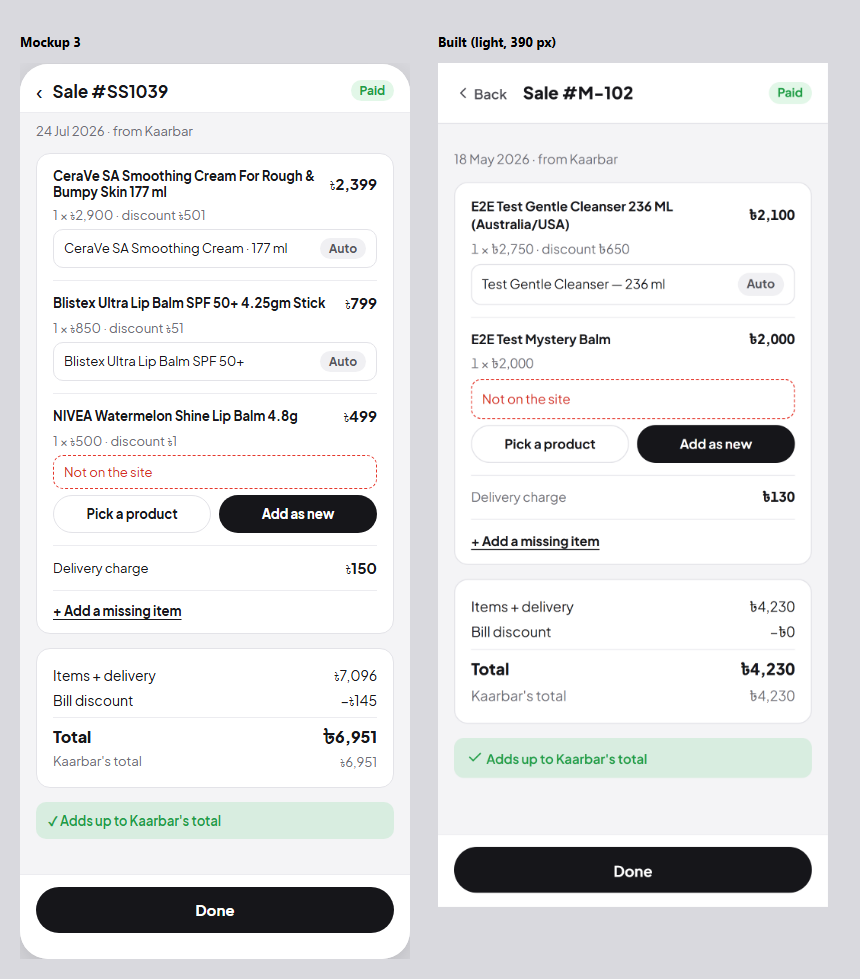 Mockup 3
‹ Sale #SS1039
Paid
24 Jul 2026 · from Kaarbar
CeraVe SA Smoothing Cream For Rough &
Bumpy Skin 177 ml
৳2,399
1 × ৳2,900 · discount ৳501
CeraVe SA Smoothing Cream · 177 ml
Auto
Blistex Ultra Lip Balm SPF 50+ 4.25gm Stick
৳799
1 × ৳850 · discount ৳51
Blistex Ultra Lip Balm SPF 50+
Auto
NIVEA Watermelon Shine Lip Balm 4.8g
৳499
1 × ৳500 · discount ৳1
Not on the site
Pick a product
Add as new
Delivery charge
৳150
+ Add a missing item
Items + delivery
৳7,096
Bill discount
−৳145
Total
৳6,951
Kaarbar's total
৳6,951
✓ Adds up to Kaarbar's total
Done
Built (light, 390 px)
Back
Sale #M-102
Paid
18 May 2026 · from Kaarbar
E2E Test Gentle Cleanser 236 ML
(Australia/USA)
৳2,100
1 × ৳2,750 · discount ৳650
Test Gentle Cleanser — 236 ml
Auto
E2E Test Mystery Balm
৳2,000
1 × ৳2,000
Not on the site
Pick a product
Add as new
Delivery charge
৳130
+ Add a missing item
Items + delivery
৳4,230
Bill discount
−৳0
Total
৳4,230
Kaarbar's total
৳4,230
✓ Adds up to Kaarbar's total
Done